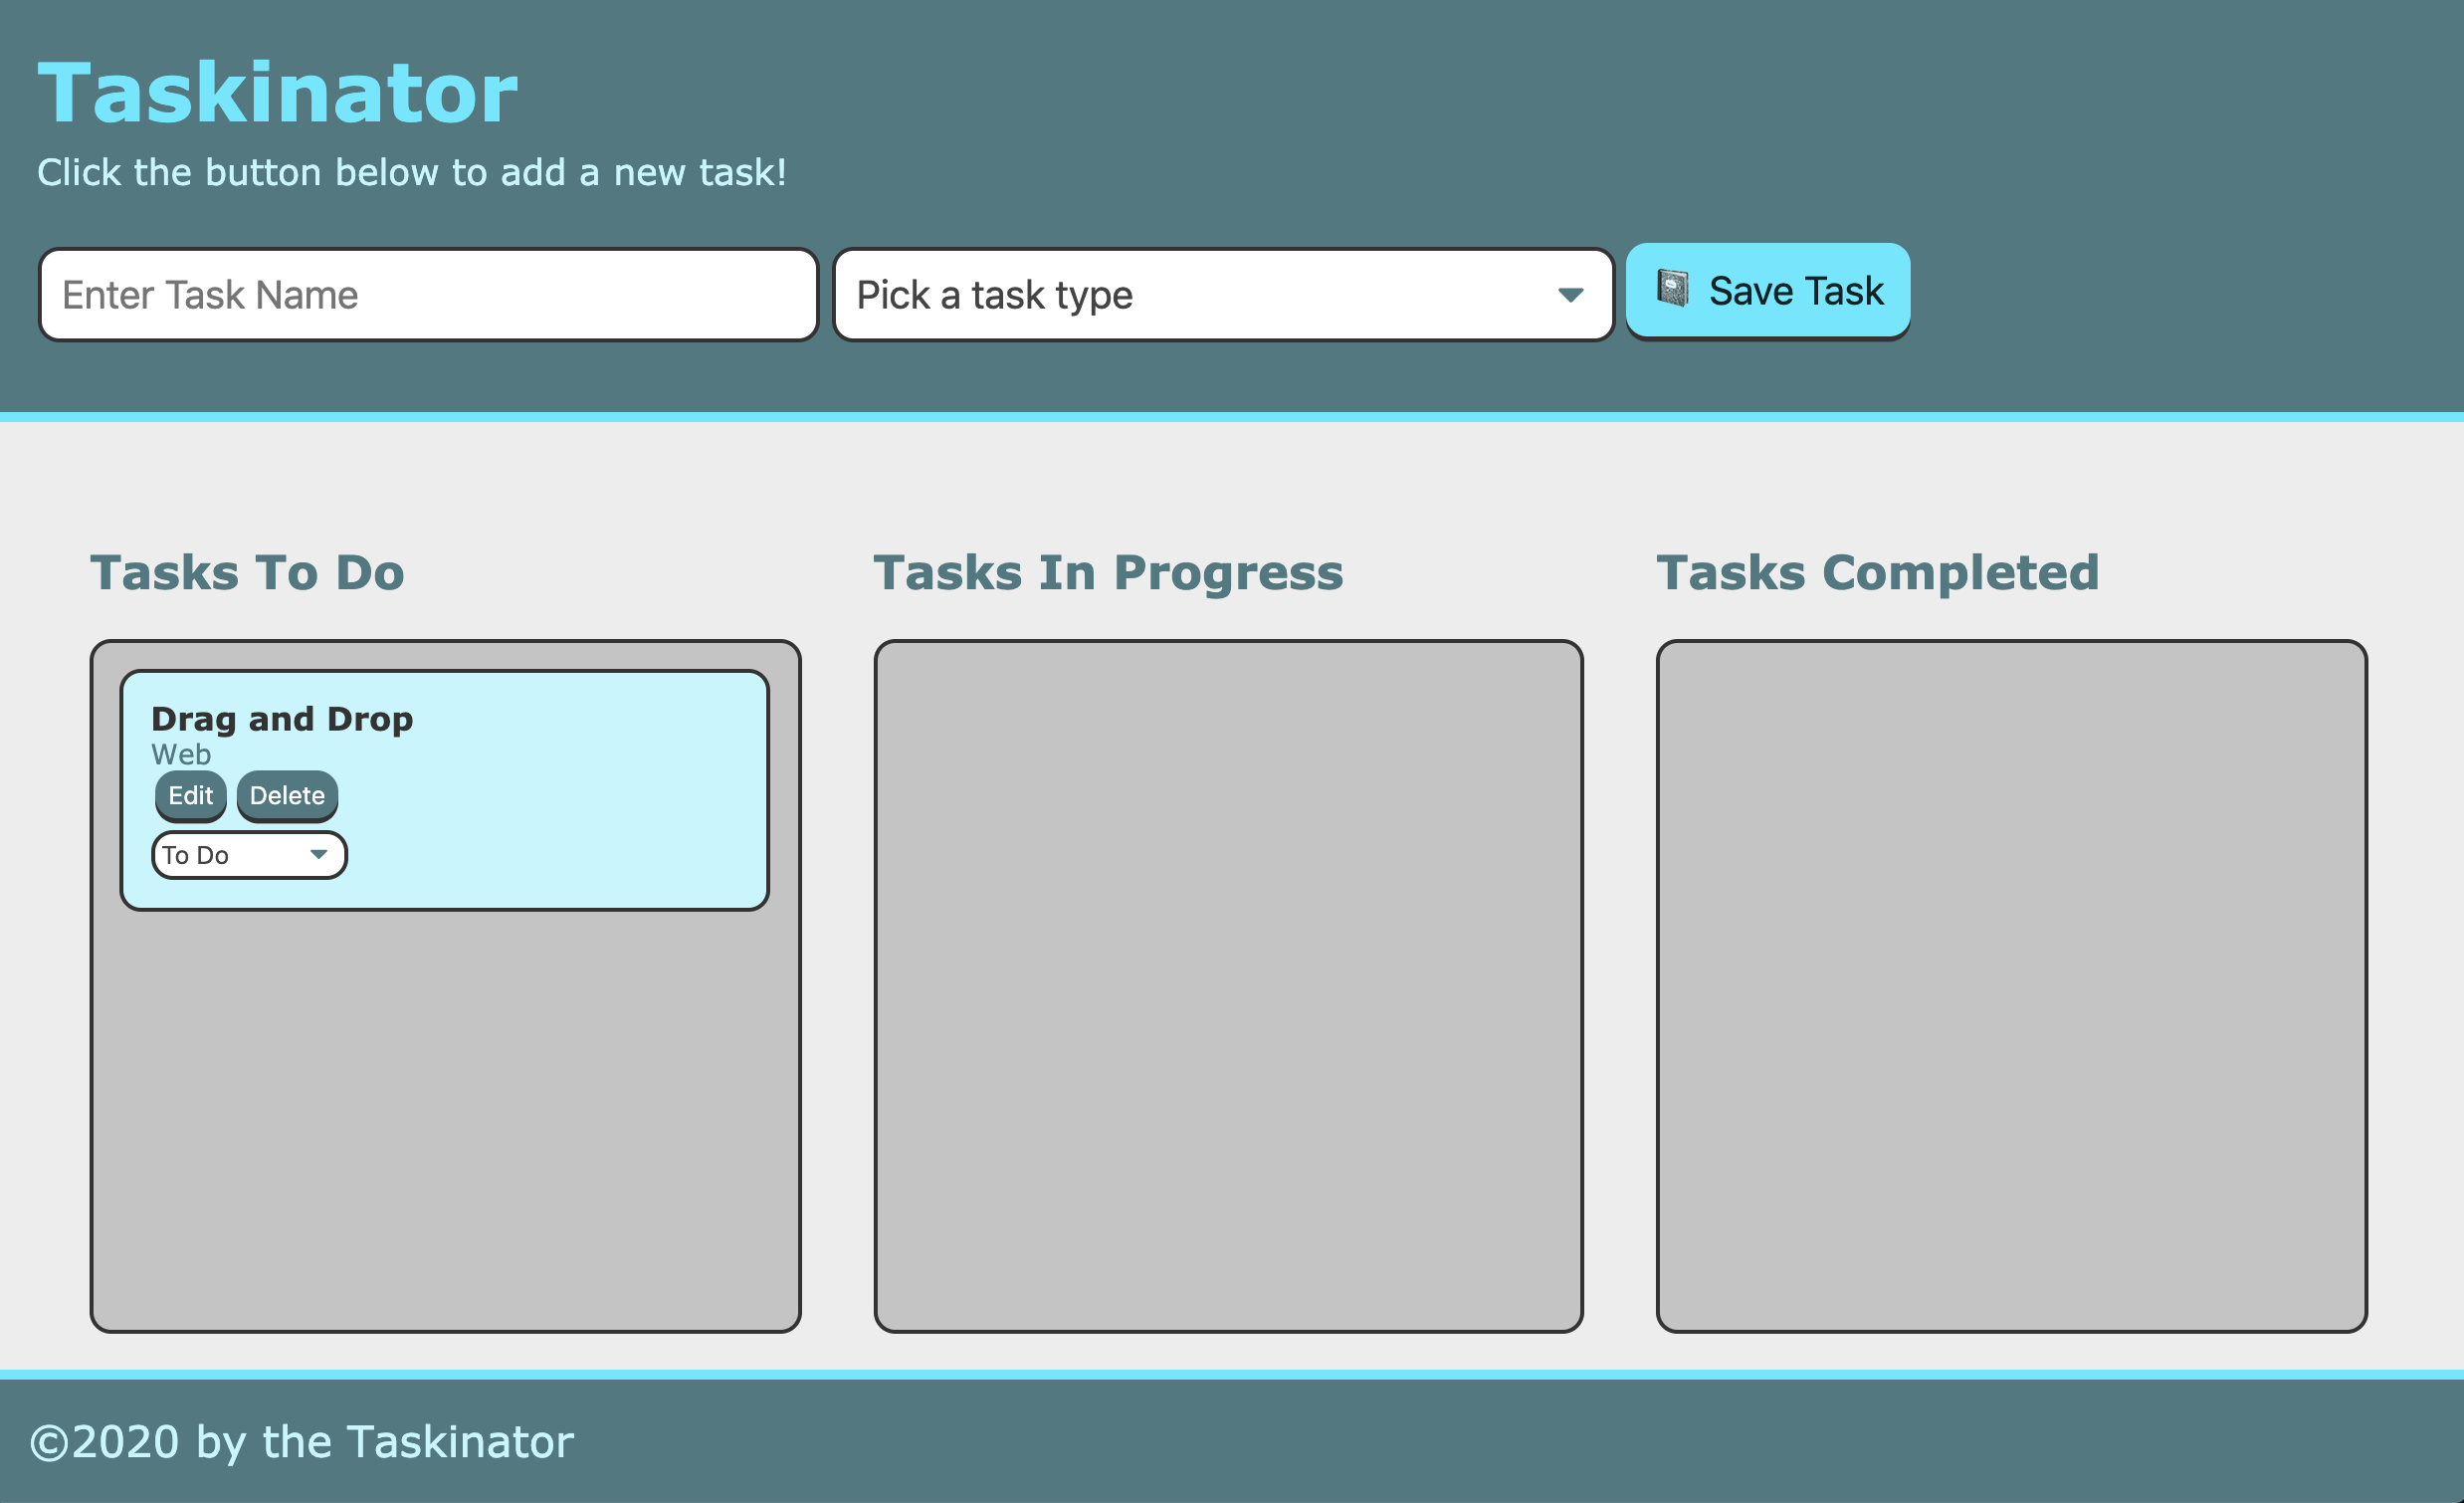 Taskinator
Click the button below to add a new task!
Enter Task Name
Pick a task type
Save Task
Tasks To Do
Tasks In Progress
Tasks Completed
Drag and Drop
Web
Edit Delete
To Do
©2020 by the Taskinator